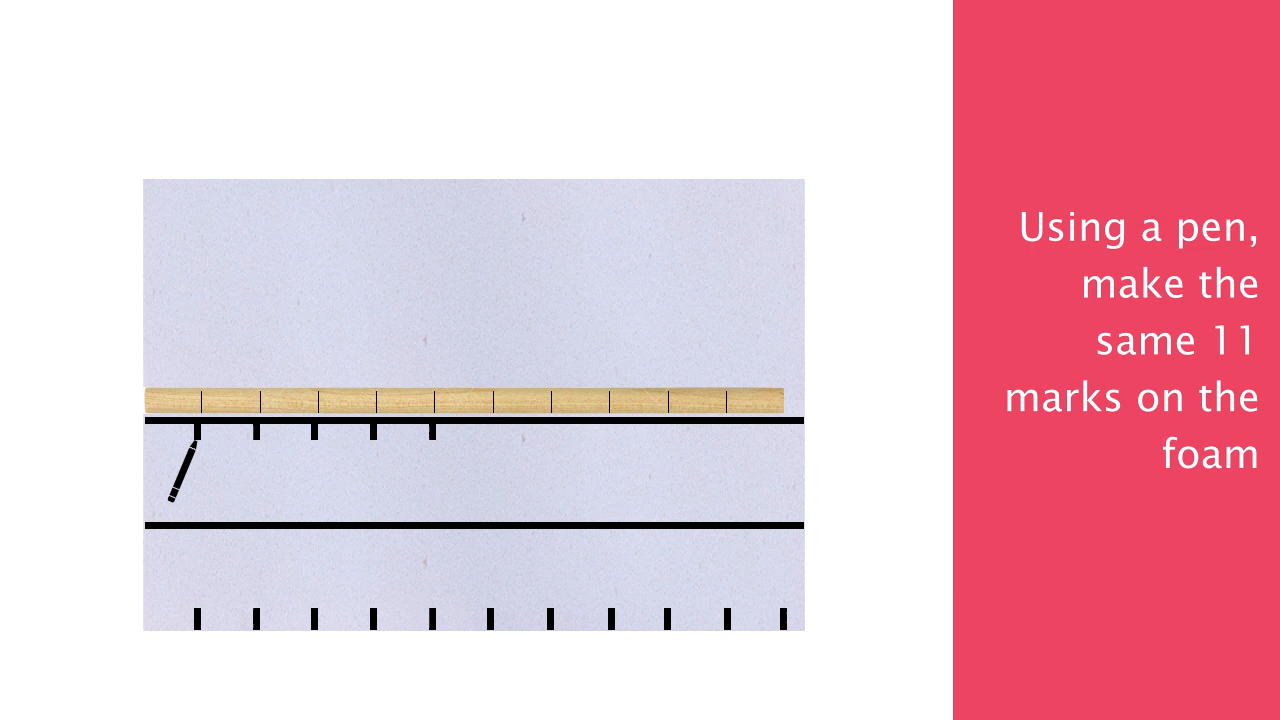 Using a pen,
make the
same 11
marks on the
foam